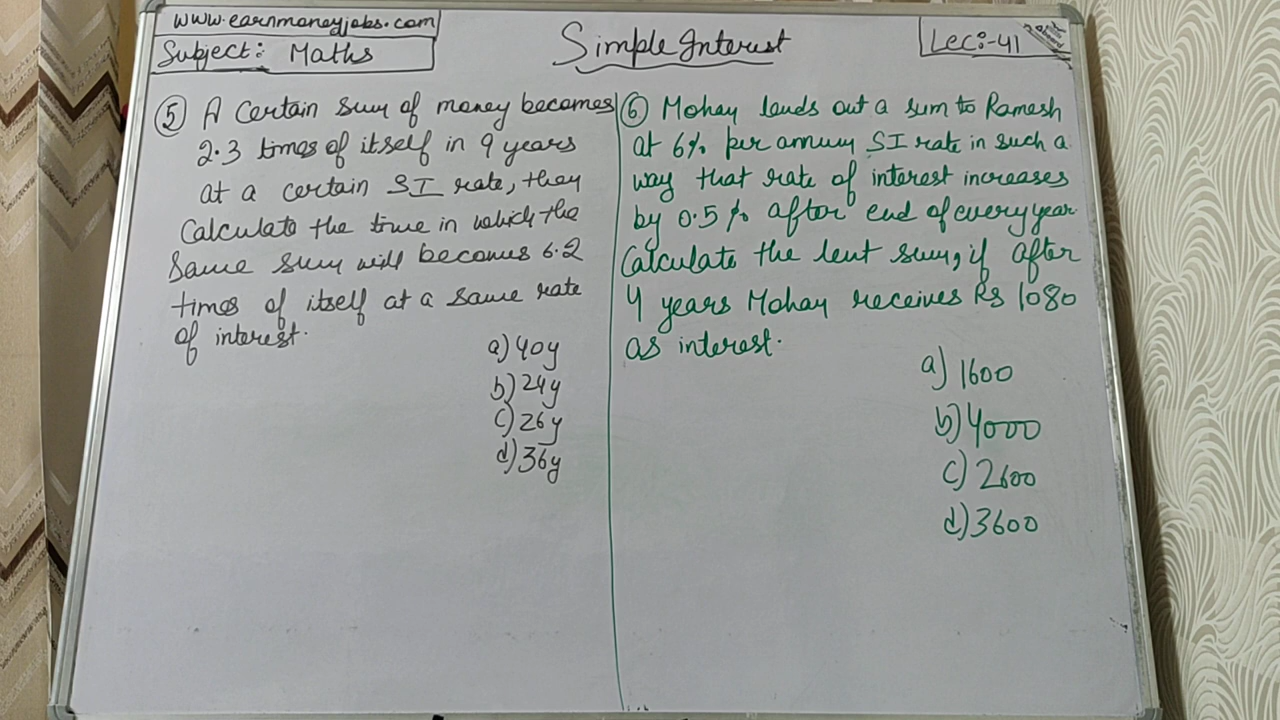 www.earnmoneyjobs.com
Subject: Maths
Simple Interest
Lec:-41
⑤ A certain sum of money becomes
2.3 times of itself in 9 years
at a certain SI rate, they
Calculate the time in which the
Same sum will becomes 6.2
times of itself at a same rate
of interest.
a) 40y
b) 24y
c) 26y
d) 36y
⑥ Mohan lends out a sum to Ramesh
at 6% per annum SI rate in such a
way that rate of interest increases
by 0.5% after end of every year.
Calculate the lent sum, if after
4 years Mohan receives Rs 1080
as interest.
a) 1600
b) 4000
c) 2600
d) 3600